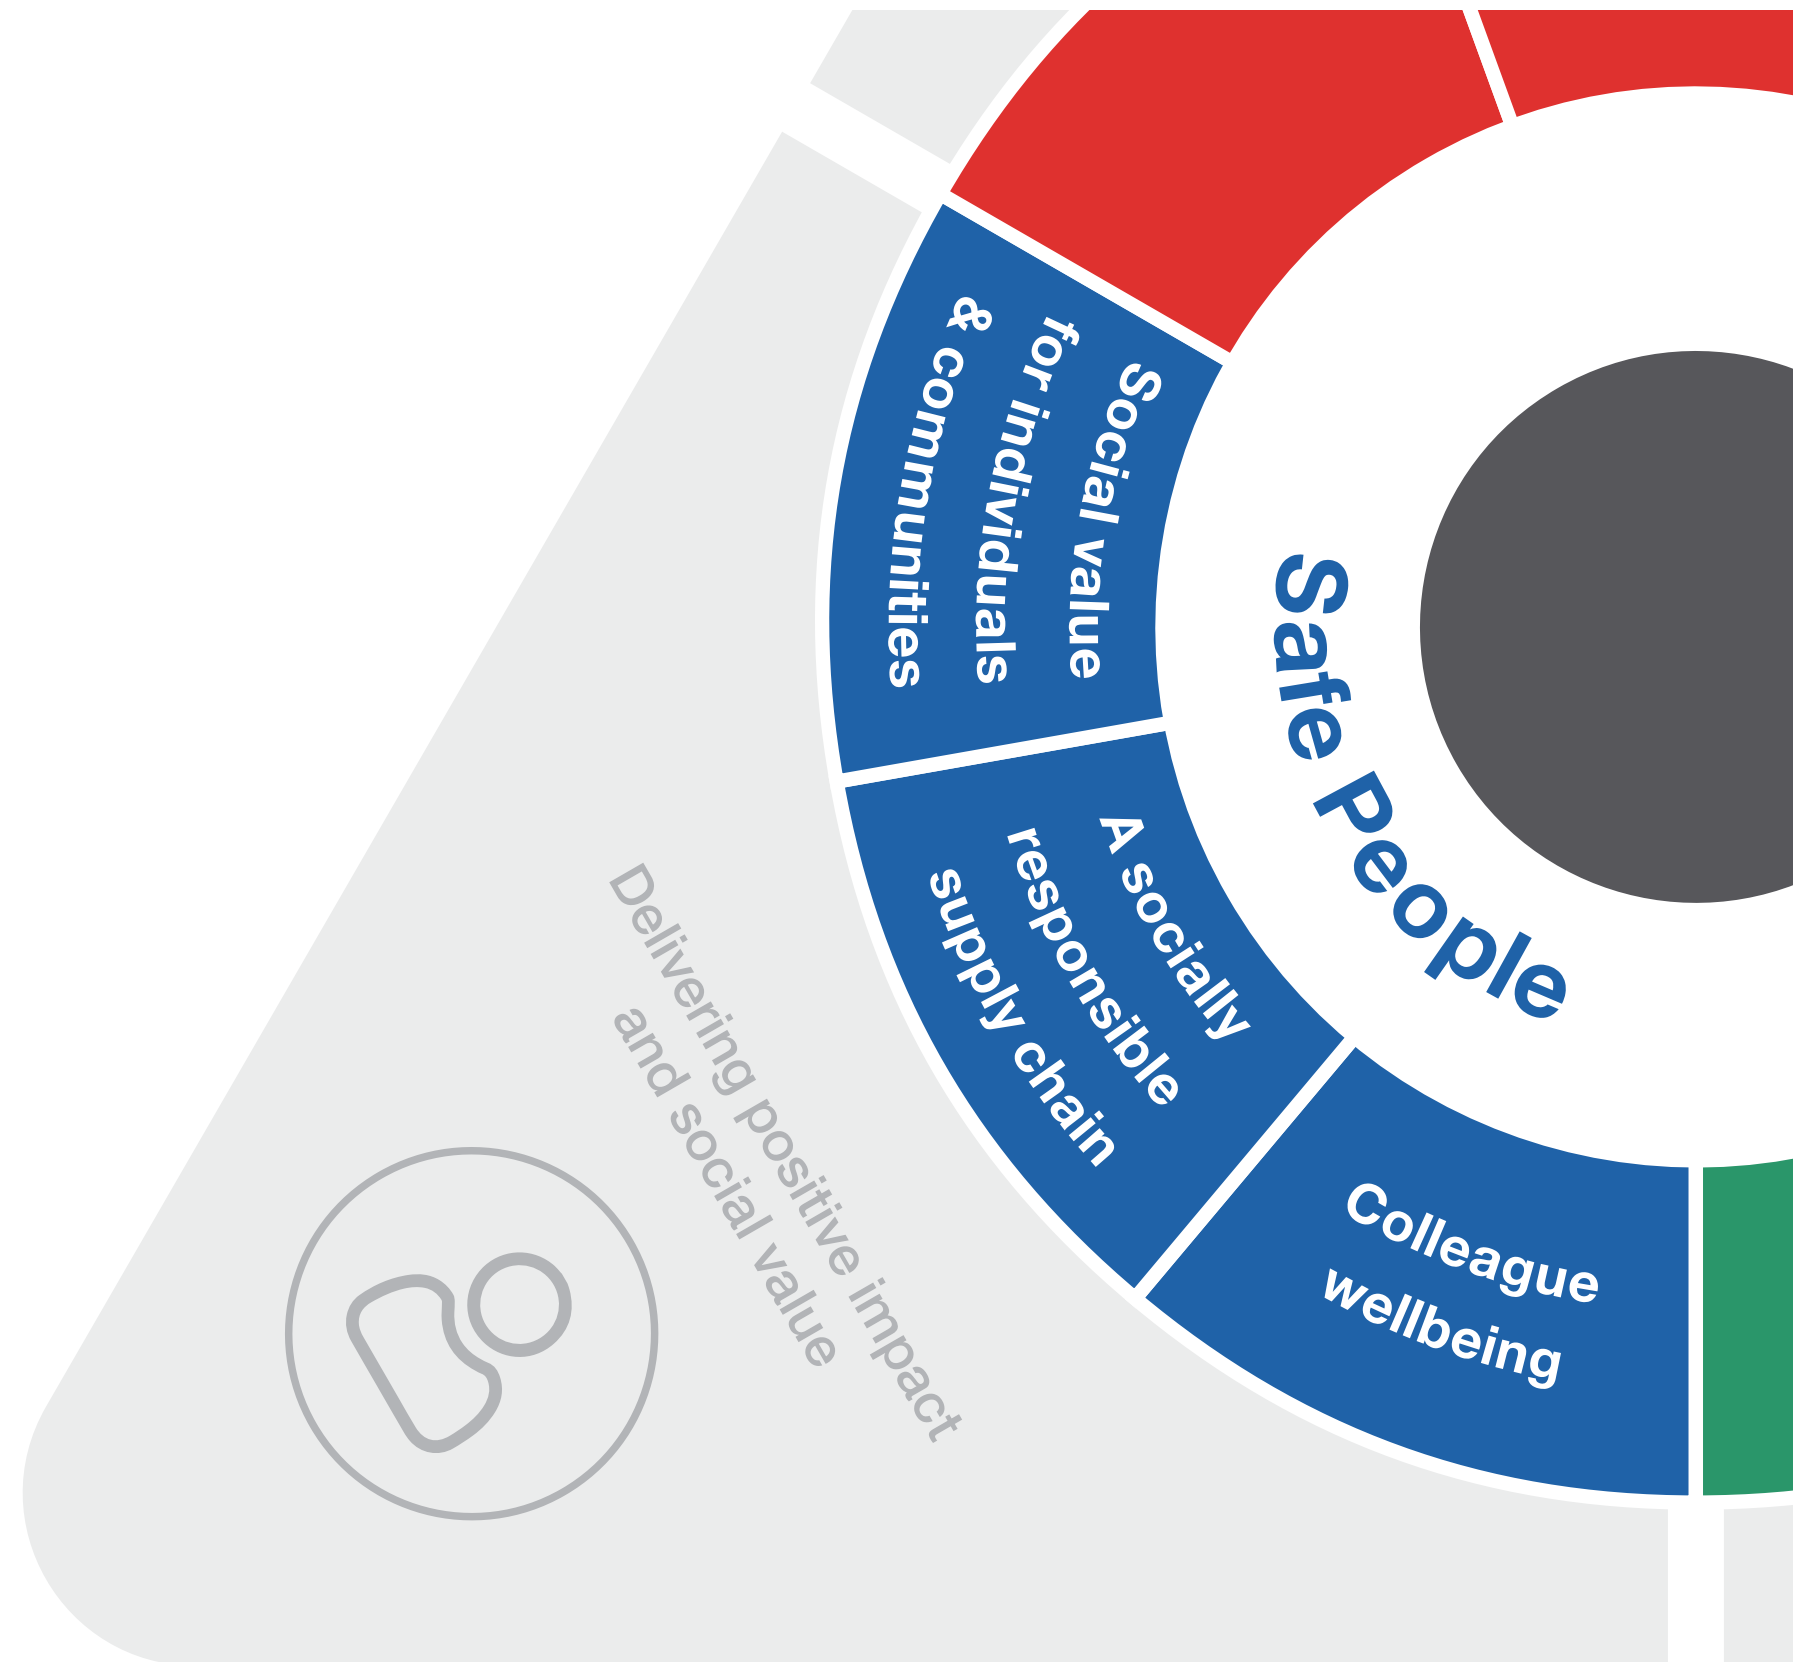 Social value
for individuals
& communities
Safe People
A socially
responsible
supply chain
Colleague
wellbeing
Delivering positive impact
and social value